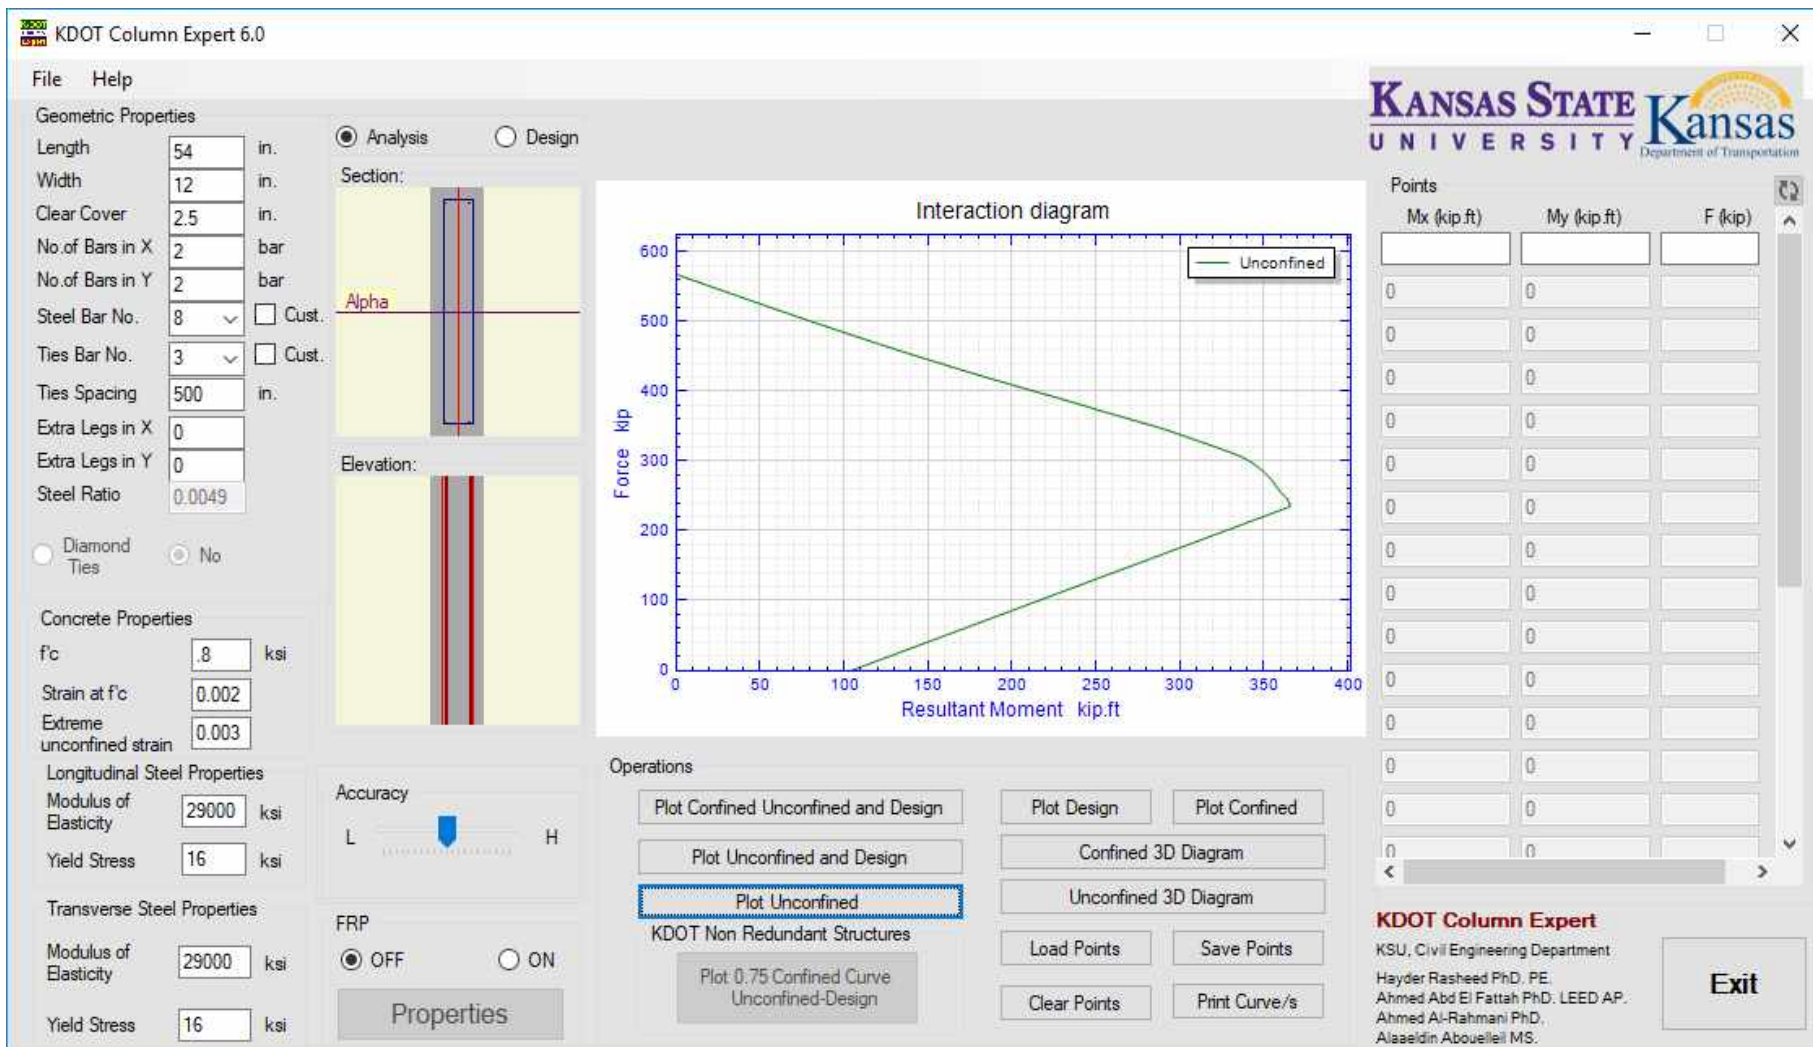 KDOT Column Expert 6.0
File Help
KANSAS STATE
UNIVERSITY
Kansas
Department of Transportation
Geometric Properties
Length 54 in.
Width 12 in.
Clear Cover 2.5 in.
No.of Bars in X 2 bar
No.of Bars in Y 2 bar
Steel Bar No. 8 Cust.
Ties Bar No. 3 Cust.
Ties Spacing 500 in.
Extra Legs in X 0
Extra Legs in Y 0
Steel Ratio 0.0049
Diamond
Ties
No
Concrete Properties
f'c .8 ksi
Strain at f'c 0.002
Extreme
unconfined strain 0.003
Longitudinal Steel Properties
Modulus of
Elasticity 29000 ksi
Yield Stress 16 ksi
Transverse Steel Properties
Modulus of
Elasticity 29000 ksi
Yield Stress 16 ksi
Analysis Design
Section:
Alpha
Elevation:
Accuracy
L H
FRP
OFF ON
Properties
Interaction diagram
Unconfined
600
500
400
300
200
100
0
Force kip
0 50 100 150 200 250 300 350 400
Resultant Moment kip.ft
Operations
Plot Confined Unconfined and Design
Plot Unconfined and Design
Plot Unconfined
KDOT Non Redundant Structures
Plot 0.75 Confined Curve
Unconfined-Design
Plot Design Plot Confined
Confined 3D Diagram
Unconfined 3D Diagram
Load Points Save Points
Clear Points Print Curve/s
Points
Mx (kip.ft) My (kip.ft) F (kip)
0 0
0 0
0 0
0 0
0 0
0 0
0 0
0 0
0 0
0 0
0 0
0 0
0 0
0 0
KDOT Column Expert
KSU, Civil Engineering Department
Hayder Rasheed PhD. PE.
Ahmed Abd El Fattah PhD. LEED AP.
Ahmed Al-Rahmani PhD.
Alaaeldin Abouelleil MS.
Exit